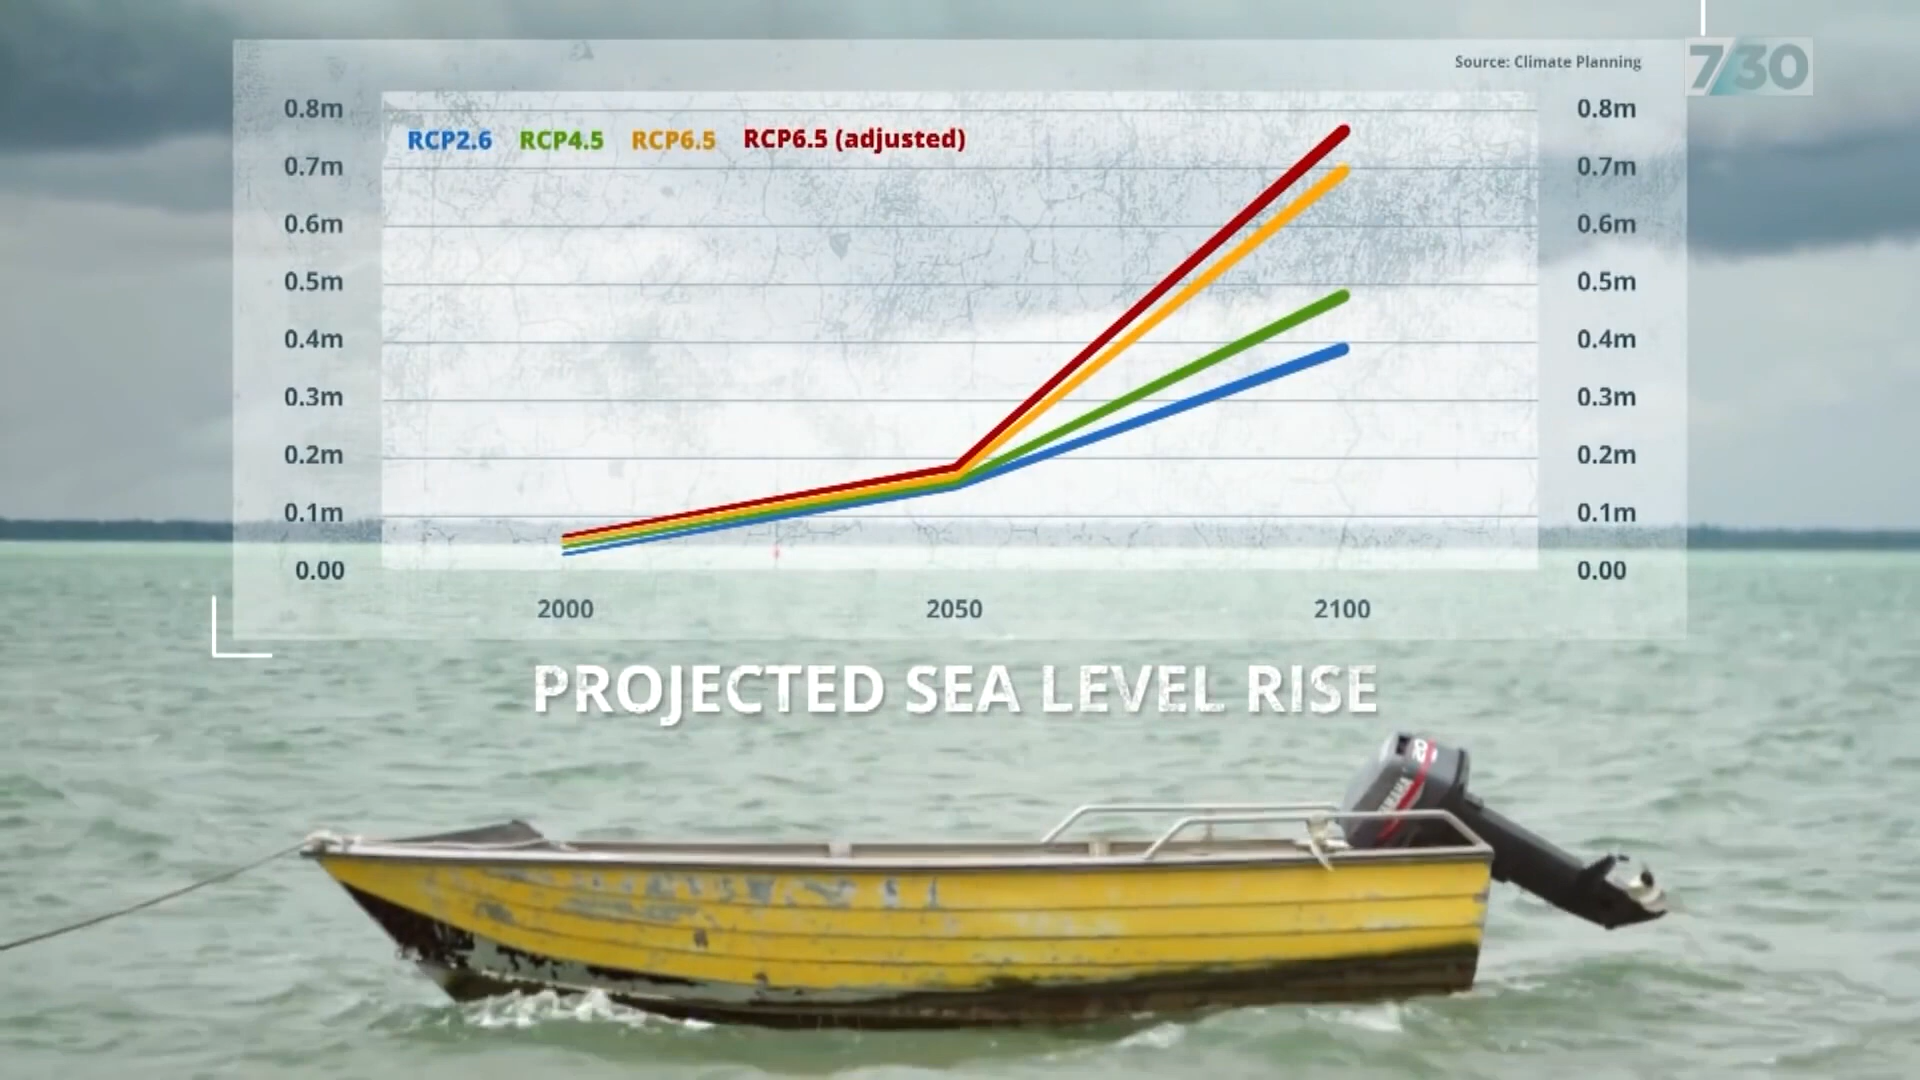 Source: Climate Planning
7/30
RCP2.6 RCP4.5 RCP6.5 RCP6.5 (adjusted)
0.8m 0.8m
0.7m 0.7m
0.6m 0.6m
0.5m 0.5m
0.4m 0.4m
0.3m 0.3m
0.2m 0.2m
0.1m 0.1m
0.00 0.00
2000 2050 2100
PROJECTED SEA LEVEL RISE
20
YAMAHA